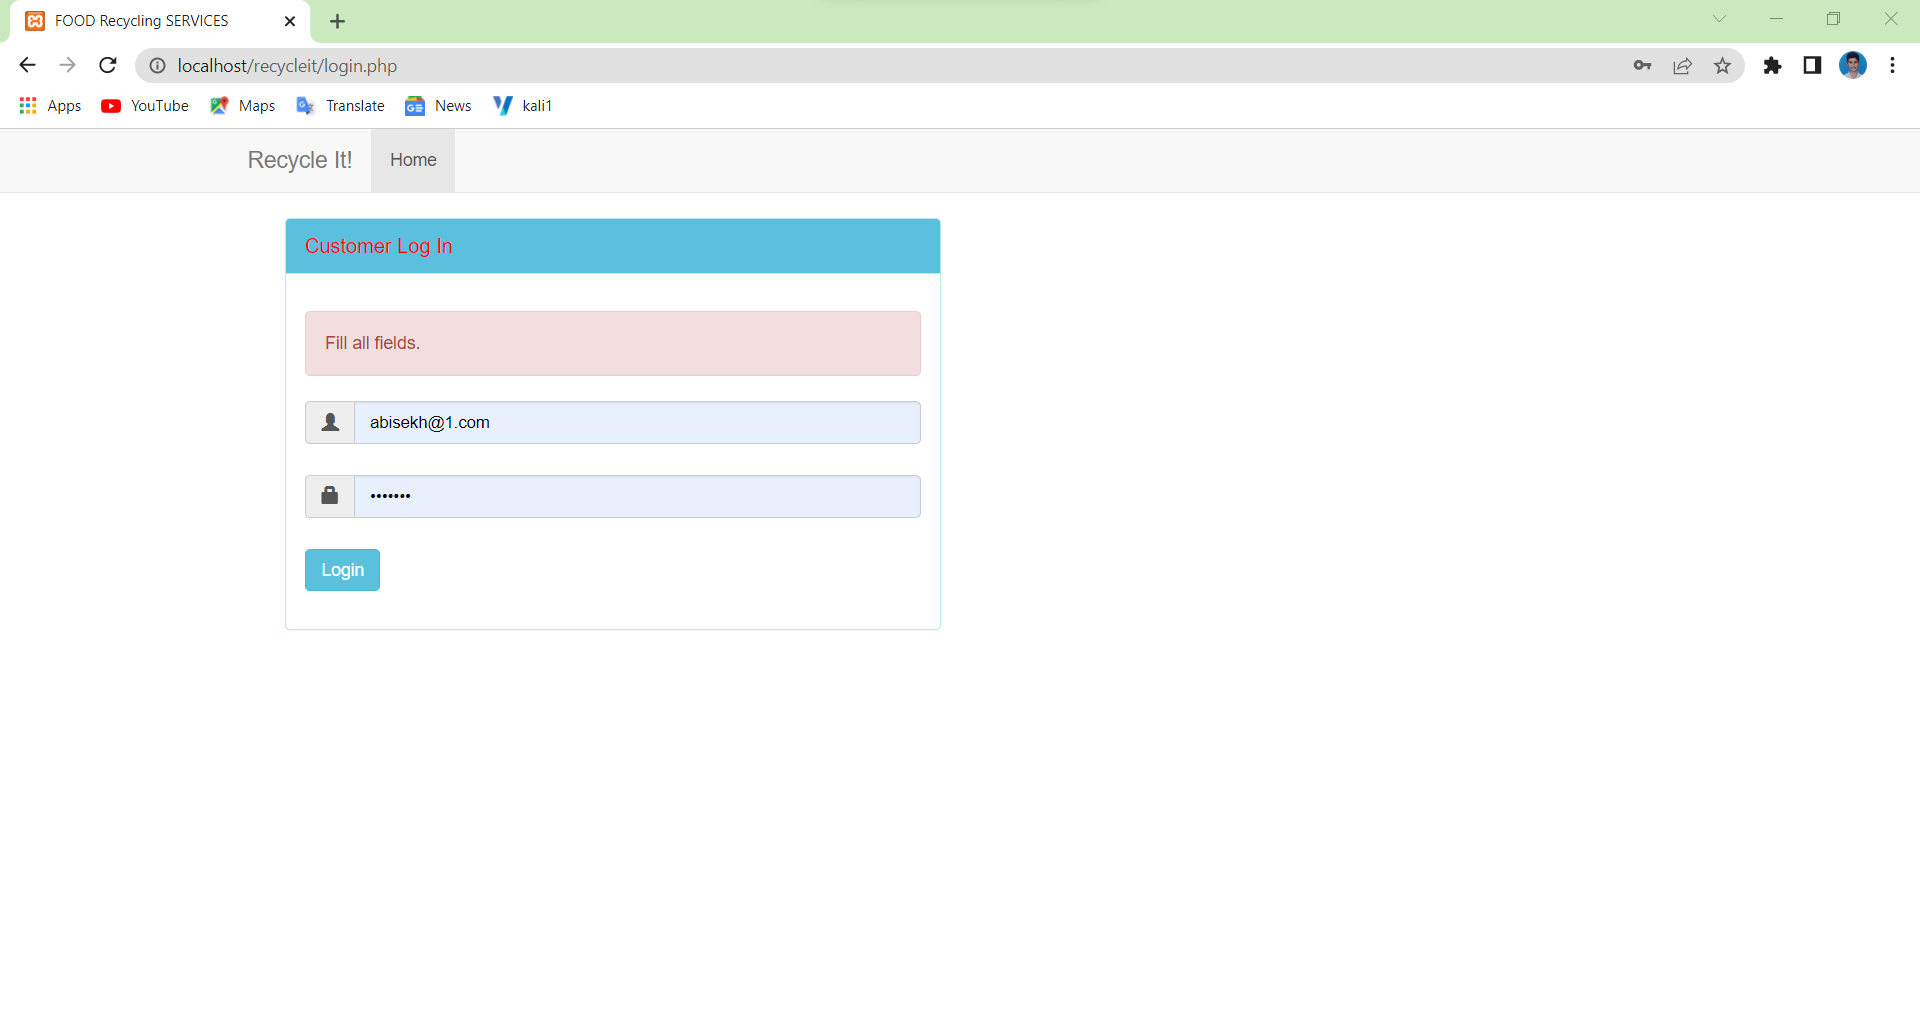 FOOD Recycling SERVICES
localhost/recycleit/login.php
Apps YouTube Maps Translate News kali1
Recycle It! Home
Customer Log In
Fill all fields.
abisekh@1.com
•••••••
Login